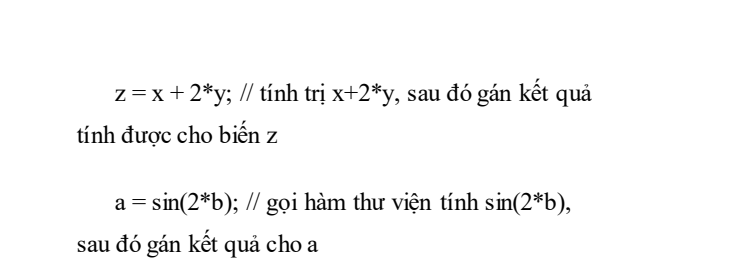 z = x + 2*y; // tính trị x+2*y, sau đó gán kết quả
tính được cho biến z
a = sin(2*b); // gọi hàm thư viện tính sin(2*b),
sau đó gán kết quả cho a